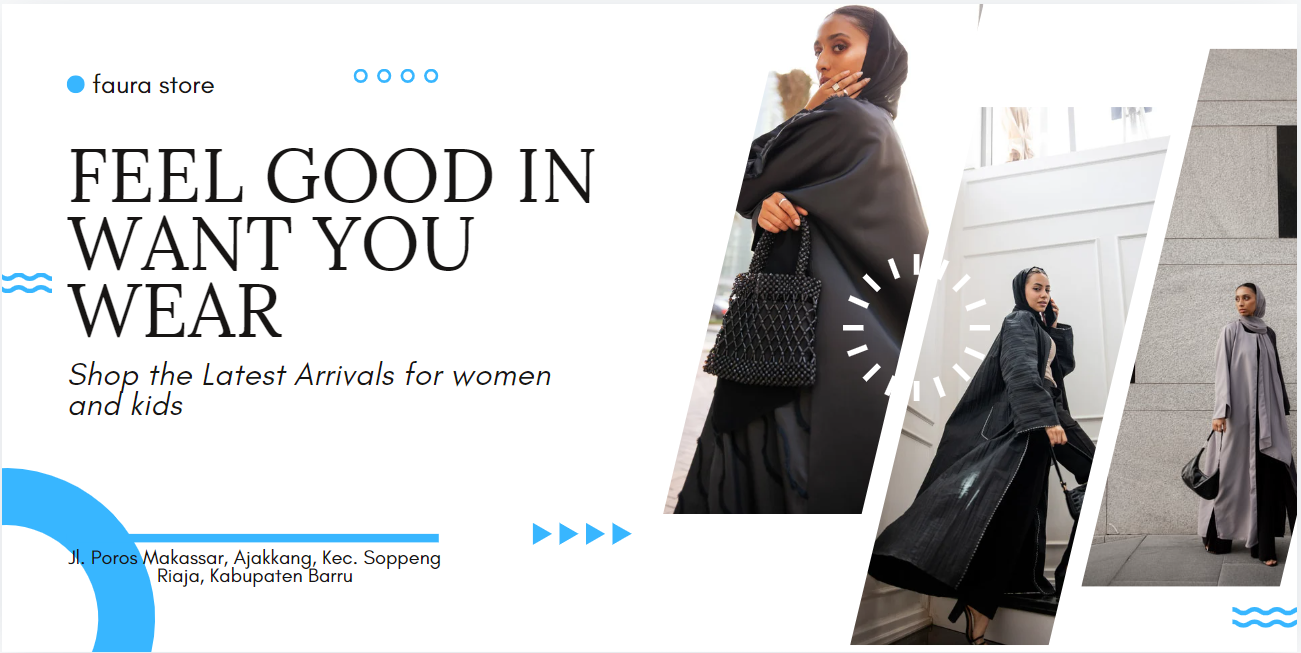 faura store
FEEL GOOD IN
WANT YOU
WEAR
Shop the Latest Arrivals for women
and kids
Jl. Poros Makassar, Ajakkang, Kec. Soppeng
Riaja, Kabupaten Barru